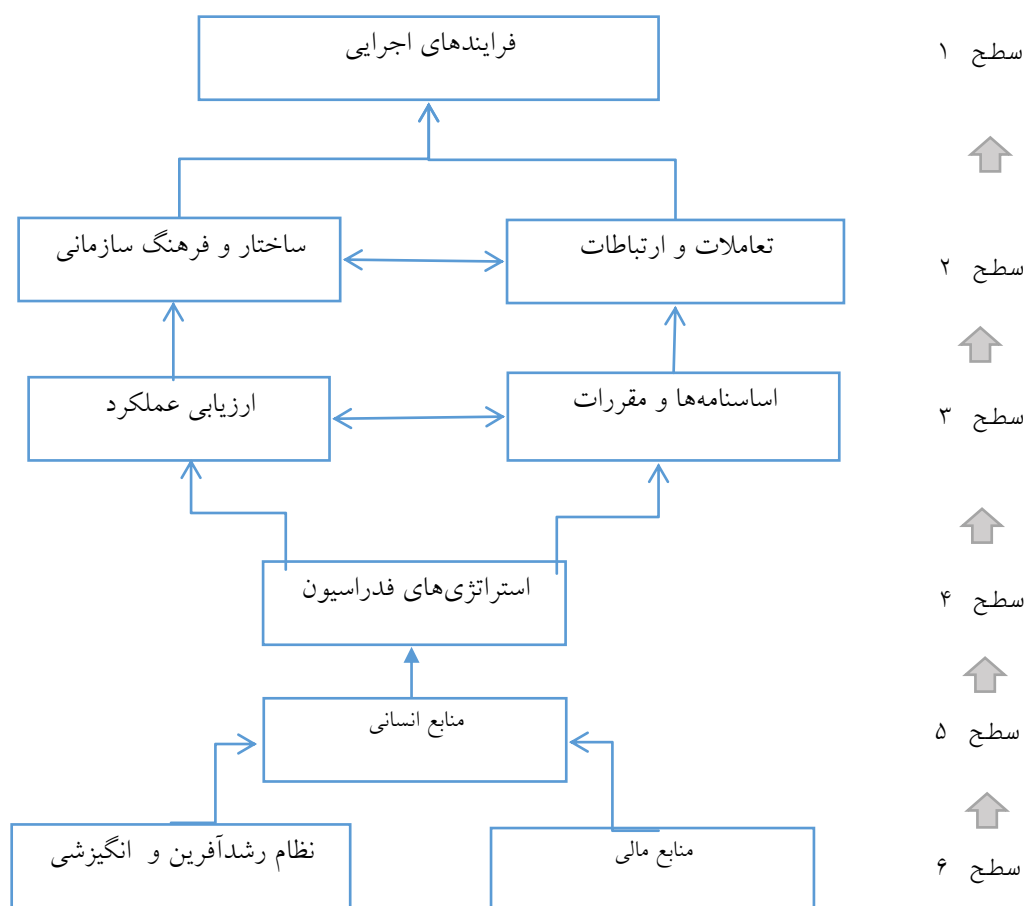 فرایندهای اجرایی
سطح ۱
ساختار و فرهنگ سازمانی
تعاملات و ارتباطات
سطح ۲
ارزیابی عملکرد
اساسنامه‌ها و مقررات
سطح ۳
استراتژی‌های فدراسیون
سطح ۴
منابع انسانی
سطح ۵
نظام رشدآفرین و انگیزشی
منابع مالی
سطح ۶